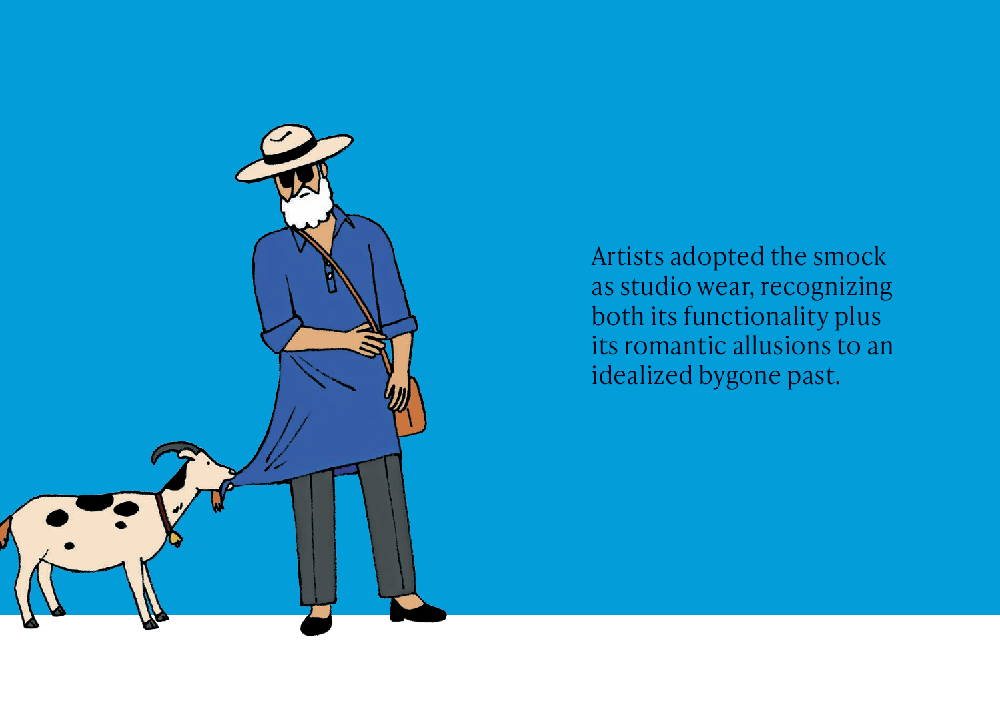 Artists adopted the smock
as studio wear, recognizing
both its functionality plus
its romantic allusions to an
idealized bygone past.